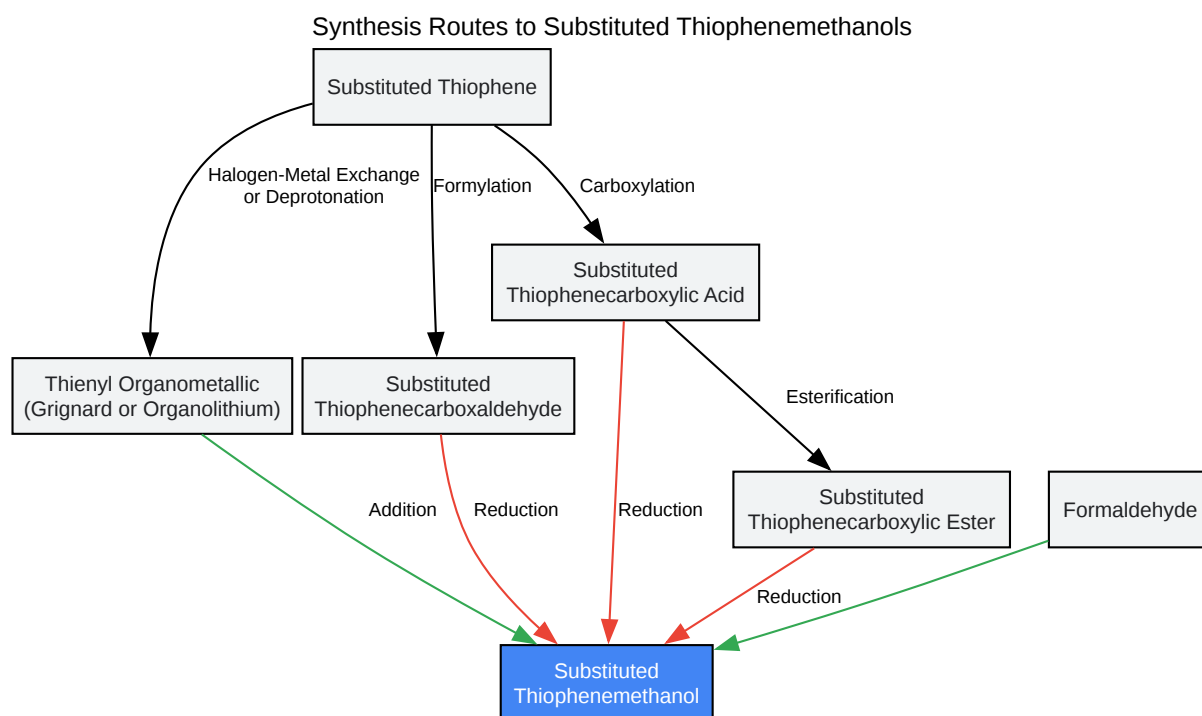 Synthesis Routes to Substituted Thiophenemethanols
Substituted Thiophene
Halogen-Metal Exchange
or Deprotonation
Formylation
Carboxylation
Substituted
Thiophenecarboxylic Acid
Thienyl Organometallic
(Grignard or Organolithium)
Substituted
Thiophenecarboxaldehyde
Esterification
Substituted
Thiophenecarboxylic Ester
Formaldehyde
Addition
Reduction
Reduction
Reduction
Substituted
Thiophenemethanol